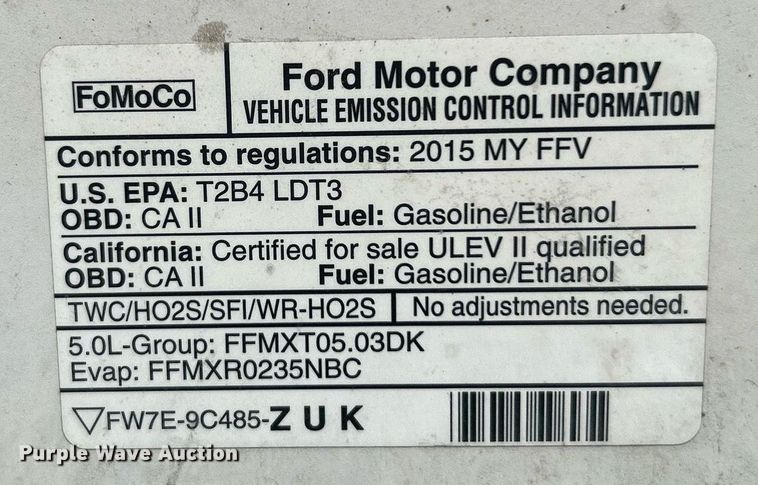 FoMoCo
Ford Motor Company
VEHICLE EMISSION CONTROL INFORMATION
Conforms to regulations: 2015 MY FFV
U.S. EPA: T2B4 LDT3
OBD: CA II Fuel: Gasoline/Ethanol
California: Certified for sale ULEV II qualified
OBD: CA II Fuel: Gasoline/Ethanol
TWC/HO2S/SFI/WR-HO2S No adjustments needed.
5.0L-Group: FFMXT05.03DK
Evap: FFMXR0235NBC
▽FW7E-9C485-Z U K
Purple Wave Auction